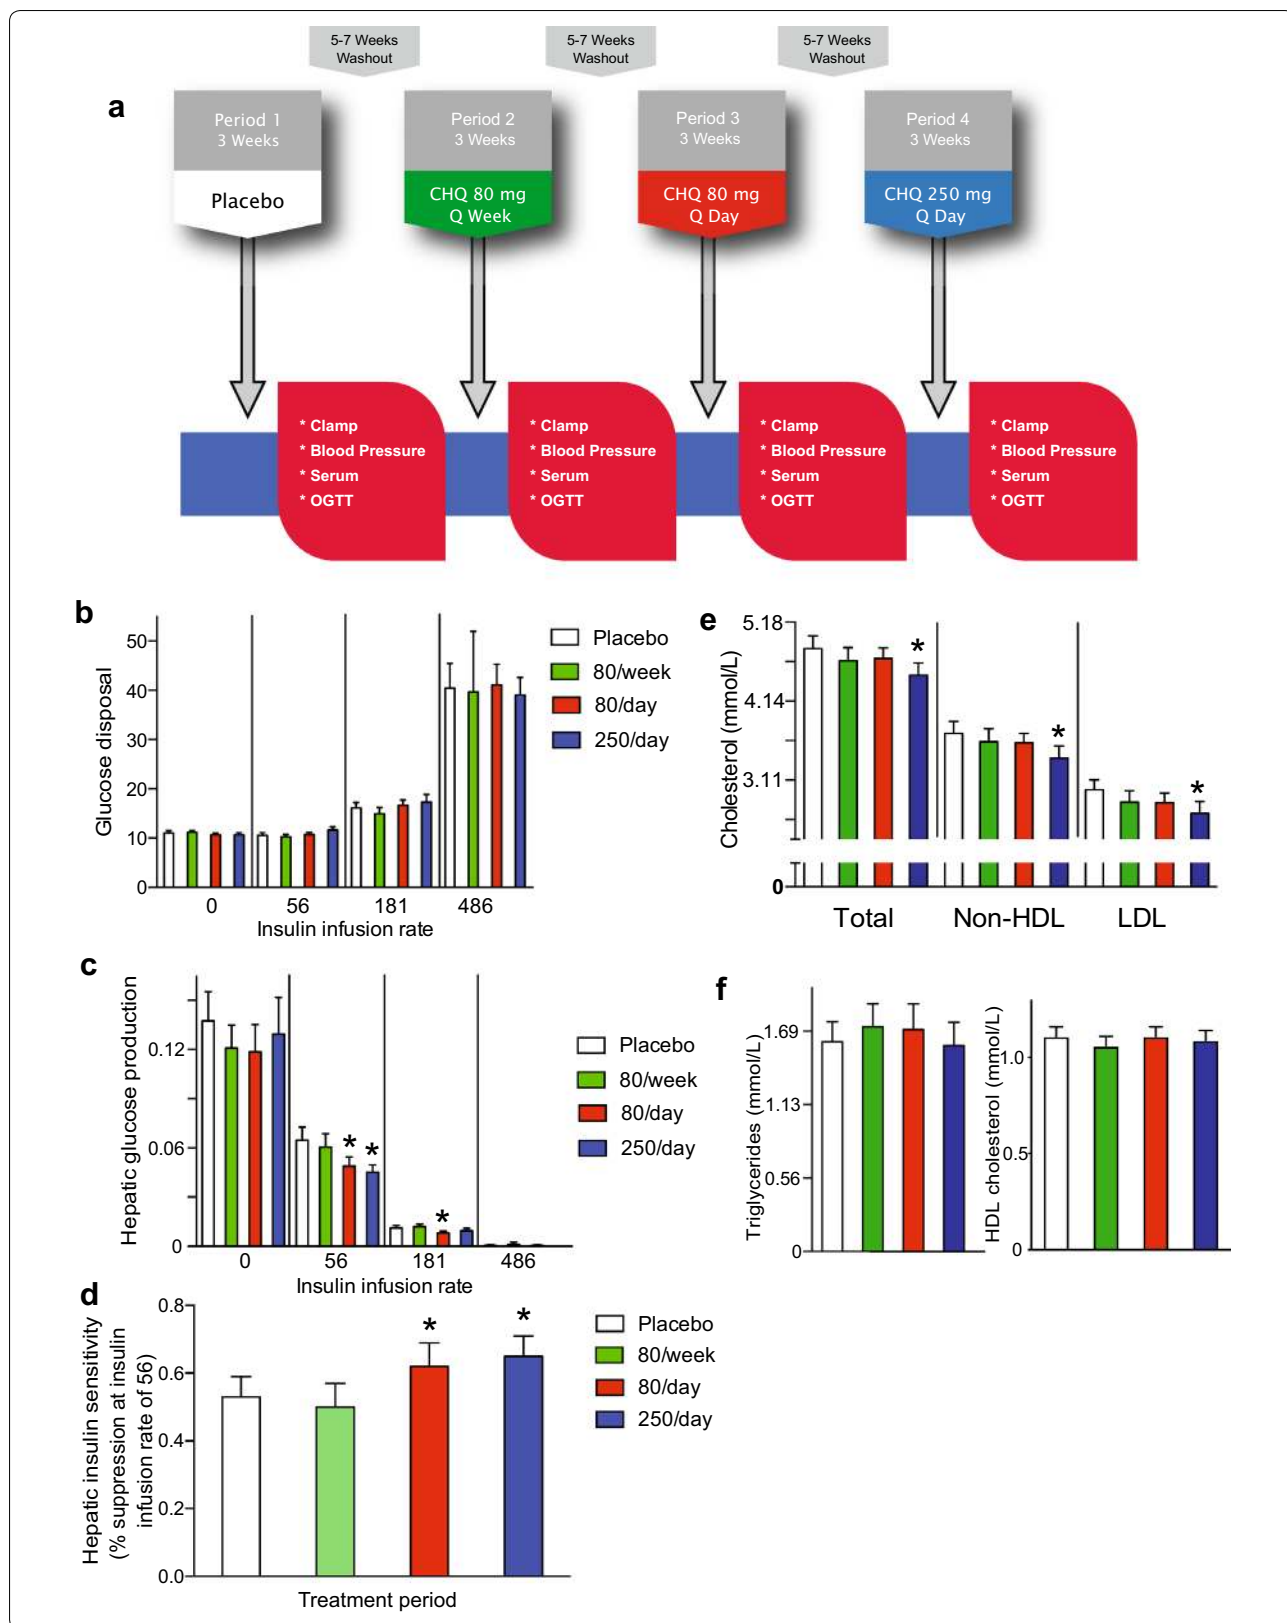 5-7 Weeks
Washout
5-7 Weeks
Washout
5-7 Weeks
Washout
a
Period 1
3 Weeks
Placebo
Period 2
3 Weeks
CHQ 80 mg
Q Week
Period 3
3 Weeks
CHQ 80 mg
Q Day
Period 4
3 Weeks
CHQ 250 mg
Q Day
* Clamp
* Blood Pressure
* Serum
* OGTT
* Clamp
* Blood Pressure
* Serum
* OGTT
* Clamp
* Blood Pressure
* Serum
* OGTT
* Clamp
* Blood Pressure
* Serum
* OGTT
b
Glucose disposal
50
40
30
20
10
0
0 56 181 486
Insulin infusion rate
Placebo
80/week
80/day
250/day
e
Cholesterol (mmol/L)
5.18
4.14
3.11
0
* * *
Total Non-HDL LDL
c
Hepatic glucose production
0.12
0.06
0
* * *
0 56 181 486
Insulin infusion rate
Placebo
80/week
80/day
250/day
f
Triglycerides (mmol/L)
1.69
1.13
0.56
0
HDL cholesterol (mmol/L)
1.0
0.5
0
d
Hepatic insulin sensitivity
(% suppression at insulin
infusion rate of 56)
0.8
0.6
0.4
0.2
0.0
* *
Treatment period
Placebo
80/week
80/day
250/day